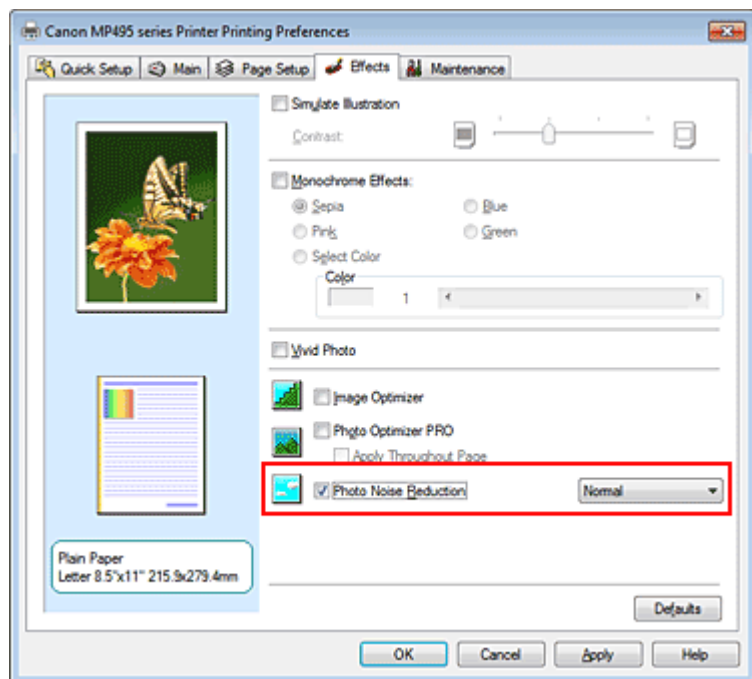 Canon MP495 series Printer Printing Preferences
Quick Setup Main Page Setup Effects Maintenance
Simulate Illustration
Contrast:
Monochrome Effects:
Sepia Blue
Pink Green
Select Color
Color
1
Vivid Photo
Image Optimizer
Photo Optimizer PRO
Apply Throughout Page
Photo Noise Reduction Normal
Plain Paper
Letter 8.5"x11" 215.9x279.4mm
Defaults
OK Cancel Apply Help